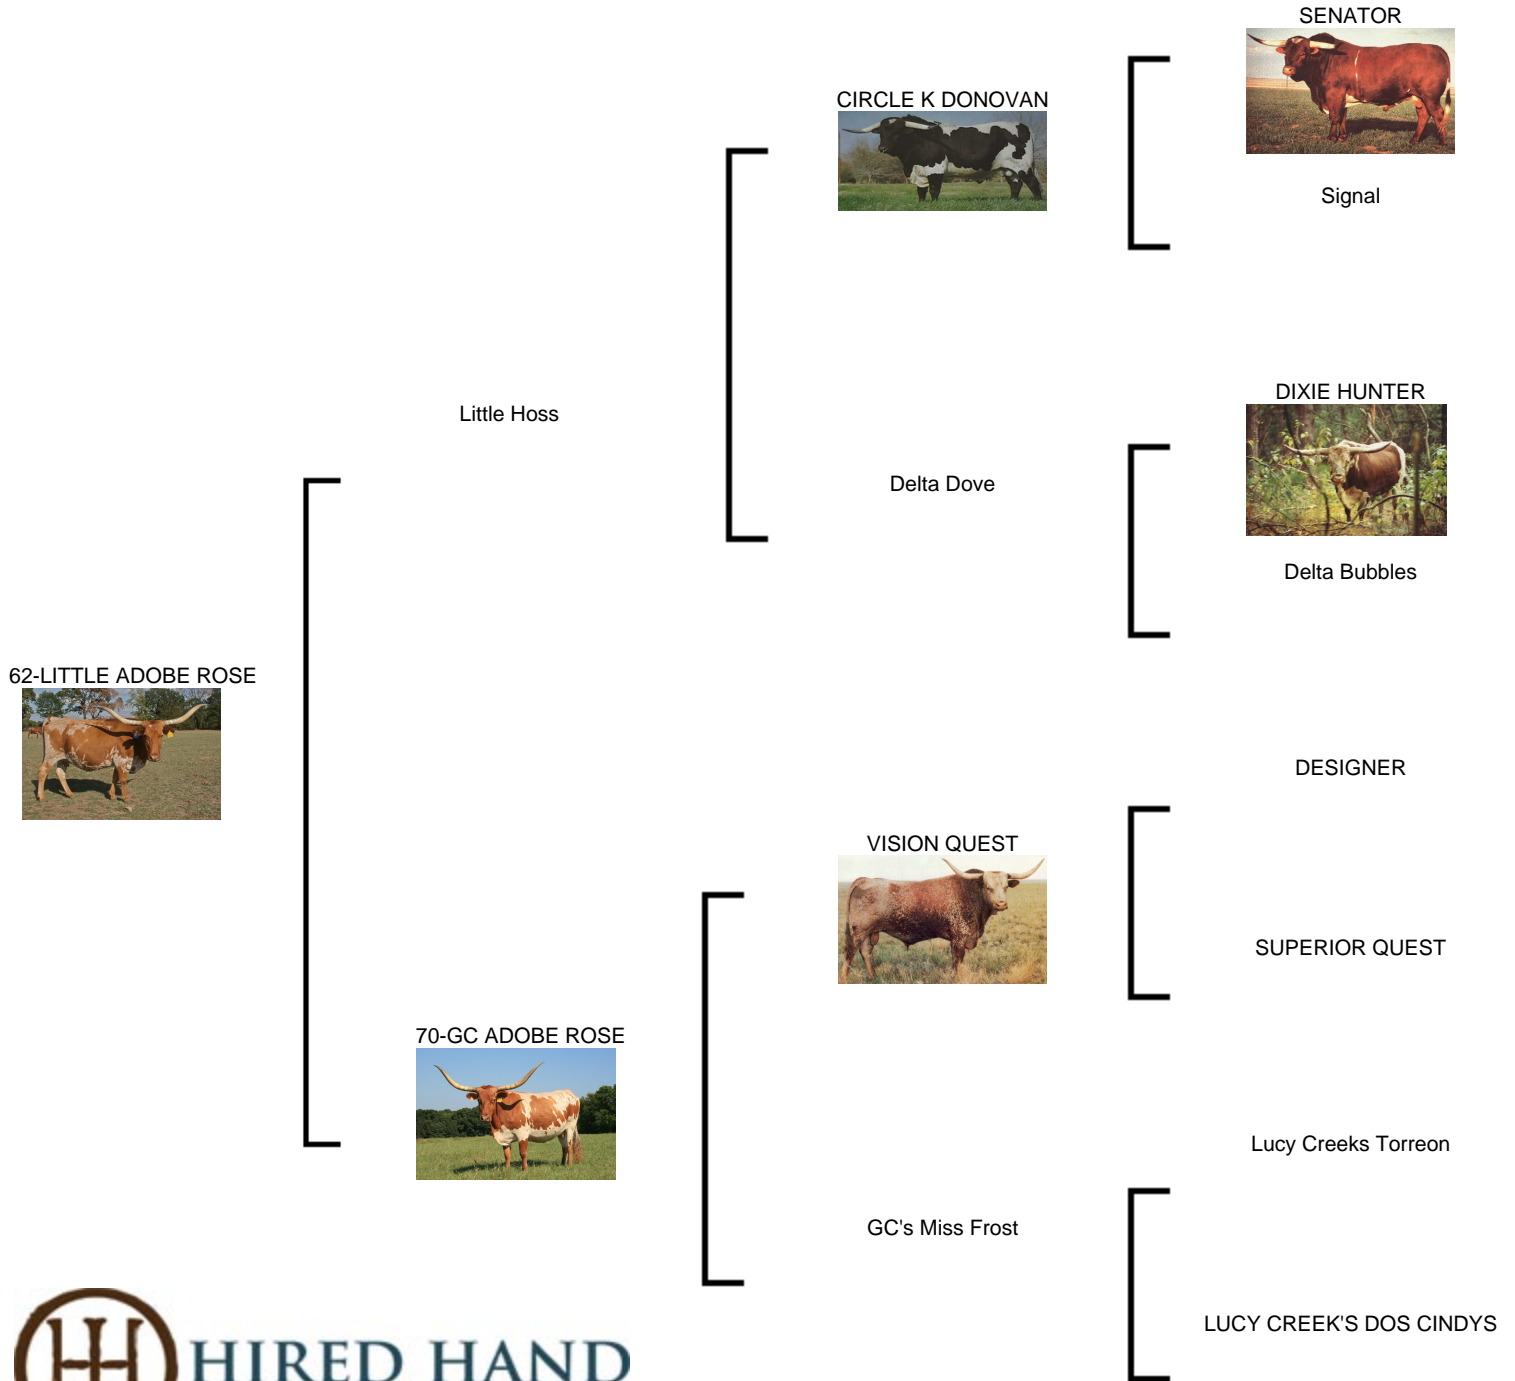 SENATOR
CIRCLE K DONOVAN
Signal
DIXIE HUNTER
Little Hoss
Delta Dove
Delta Bubbles
62-LITTLE ADOBE ROSE
DESIGNER
VISION QUEST
SUPERIOR QUEST
70-GC ADOBE ROSE
Lucy Creeks Torreon
GC's Miss Frost
LUCY CREEK'S DOS CINDYS
HIRED HAND